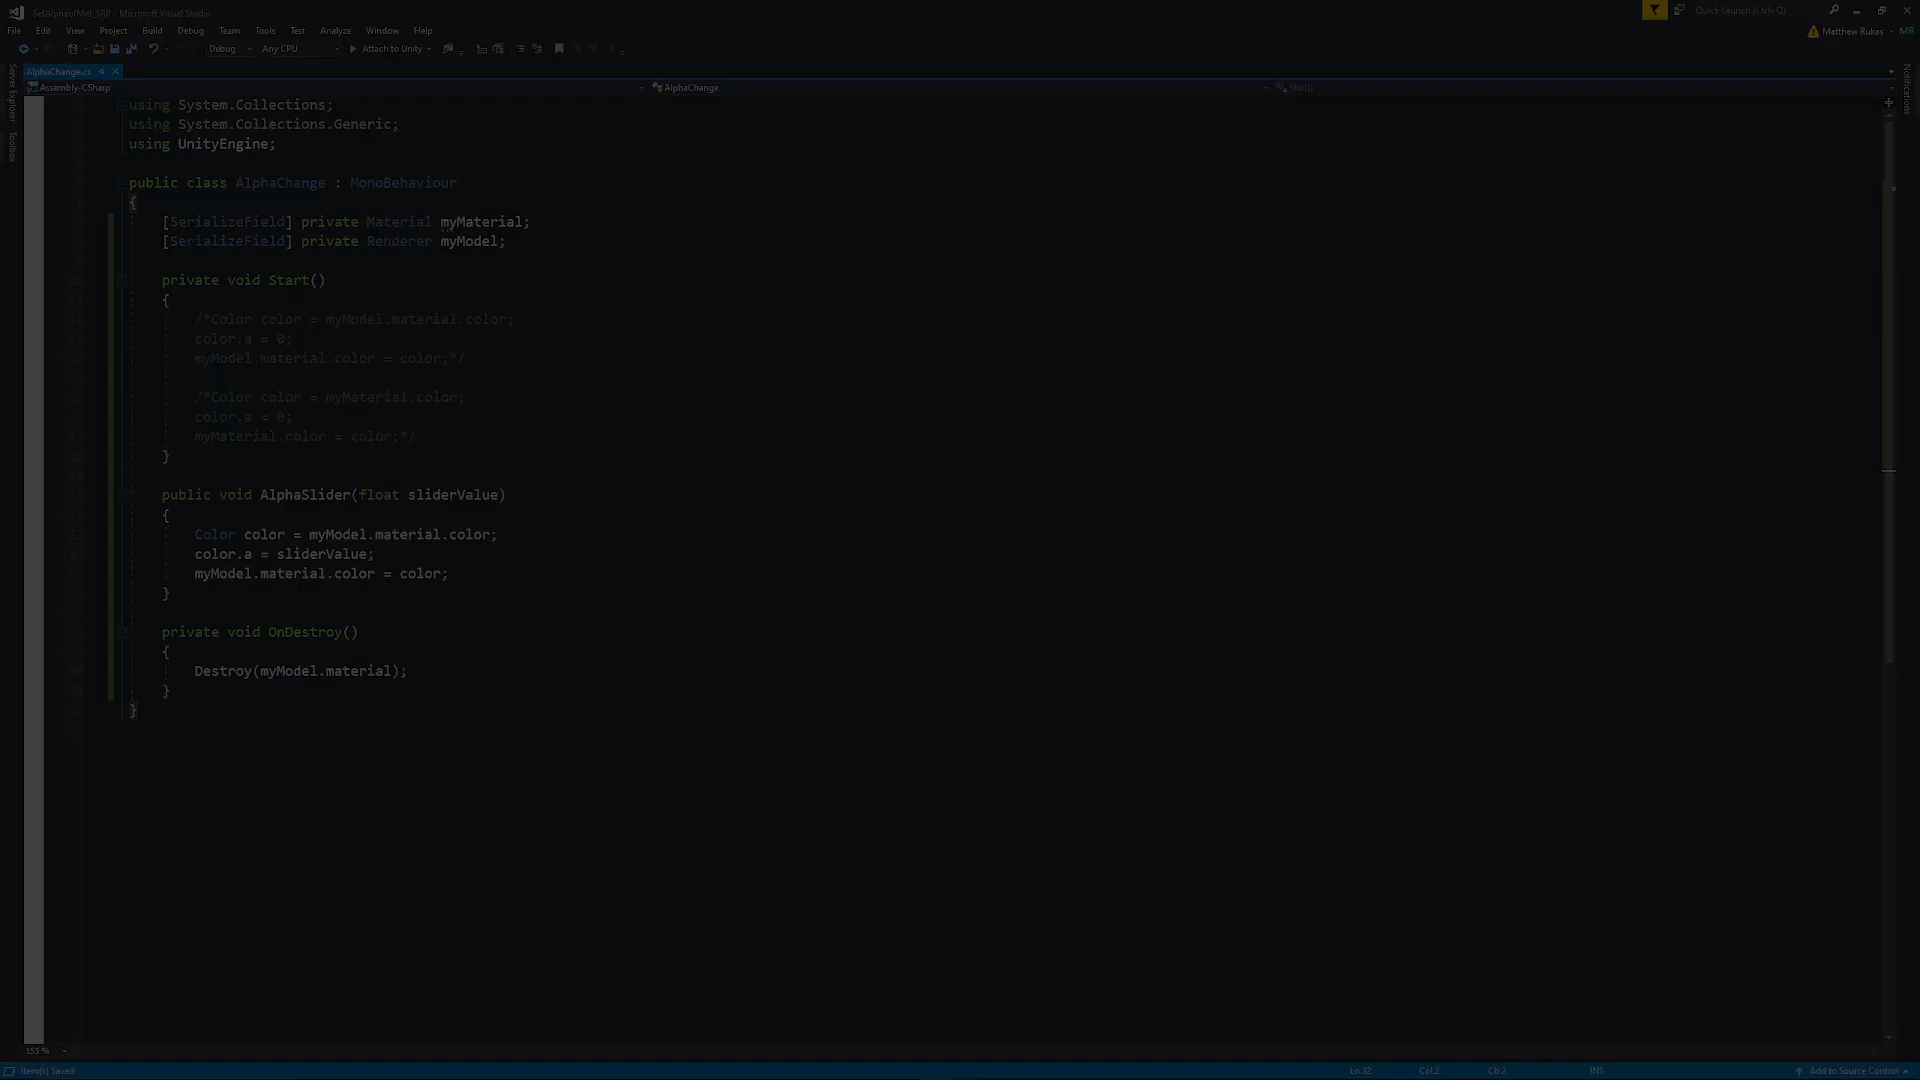 SetAlphaofMat_SRP - Microsoft Visual Studio
Quick Launch (Ctrl+Q)
File Edit View Project Build Debug Team Tools Test Analyze Window Help
Matthew Rukas MR
Debug Any CPU Attach to Unity
Server Explorer
Toolbox
Notifications
AlphaChange.cs
Assembly-CSharp AlphaChange Start()
using System.Collections;
using System.Collections.Generic;
using UnityEngine;
public class AlphaChange : MonoBehaviour
{
[SerializeField] private Material myMaterial;
[SerializeField] private Renderer myModel;
private void Start()
{
/*Color color = myModel.material.color;
color.a = 0;
myModel.material.color = color;*/
/*Color color = myMaterial.color;
color.a = 0;
myMaterial.color = color;*/
}
public void AlphaSlider(float sliderValue)
{
Color color = myModel.material.color;
color.a = sliderValue;
myModel.material.color = color;
}
private void OnDestroy()
{
Destroy(myModel.material);
}
}
153 %
Item(s) Saved Ln 32 Col 2 Ch 2 INS Add to Source Control